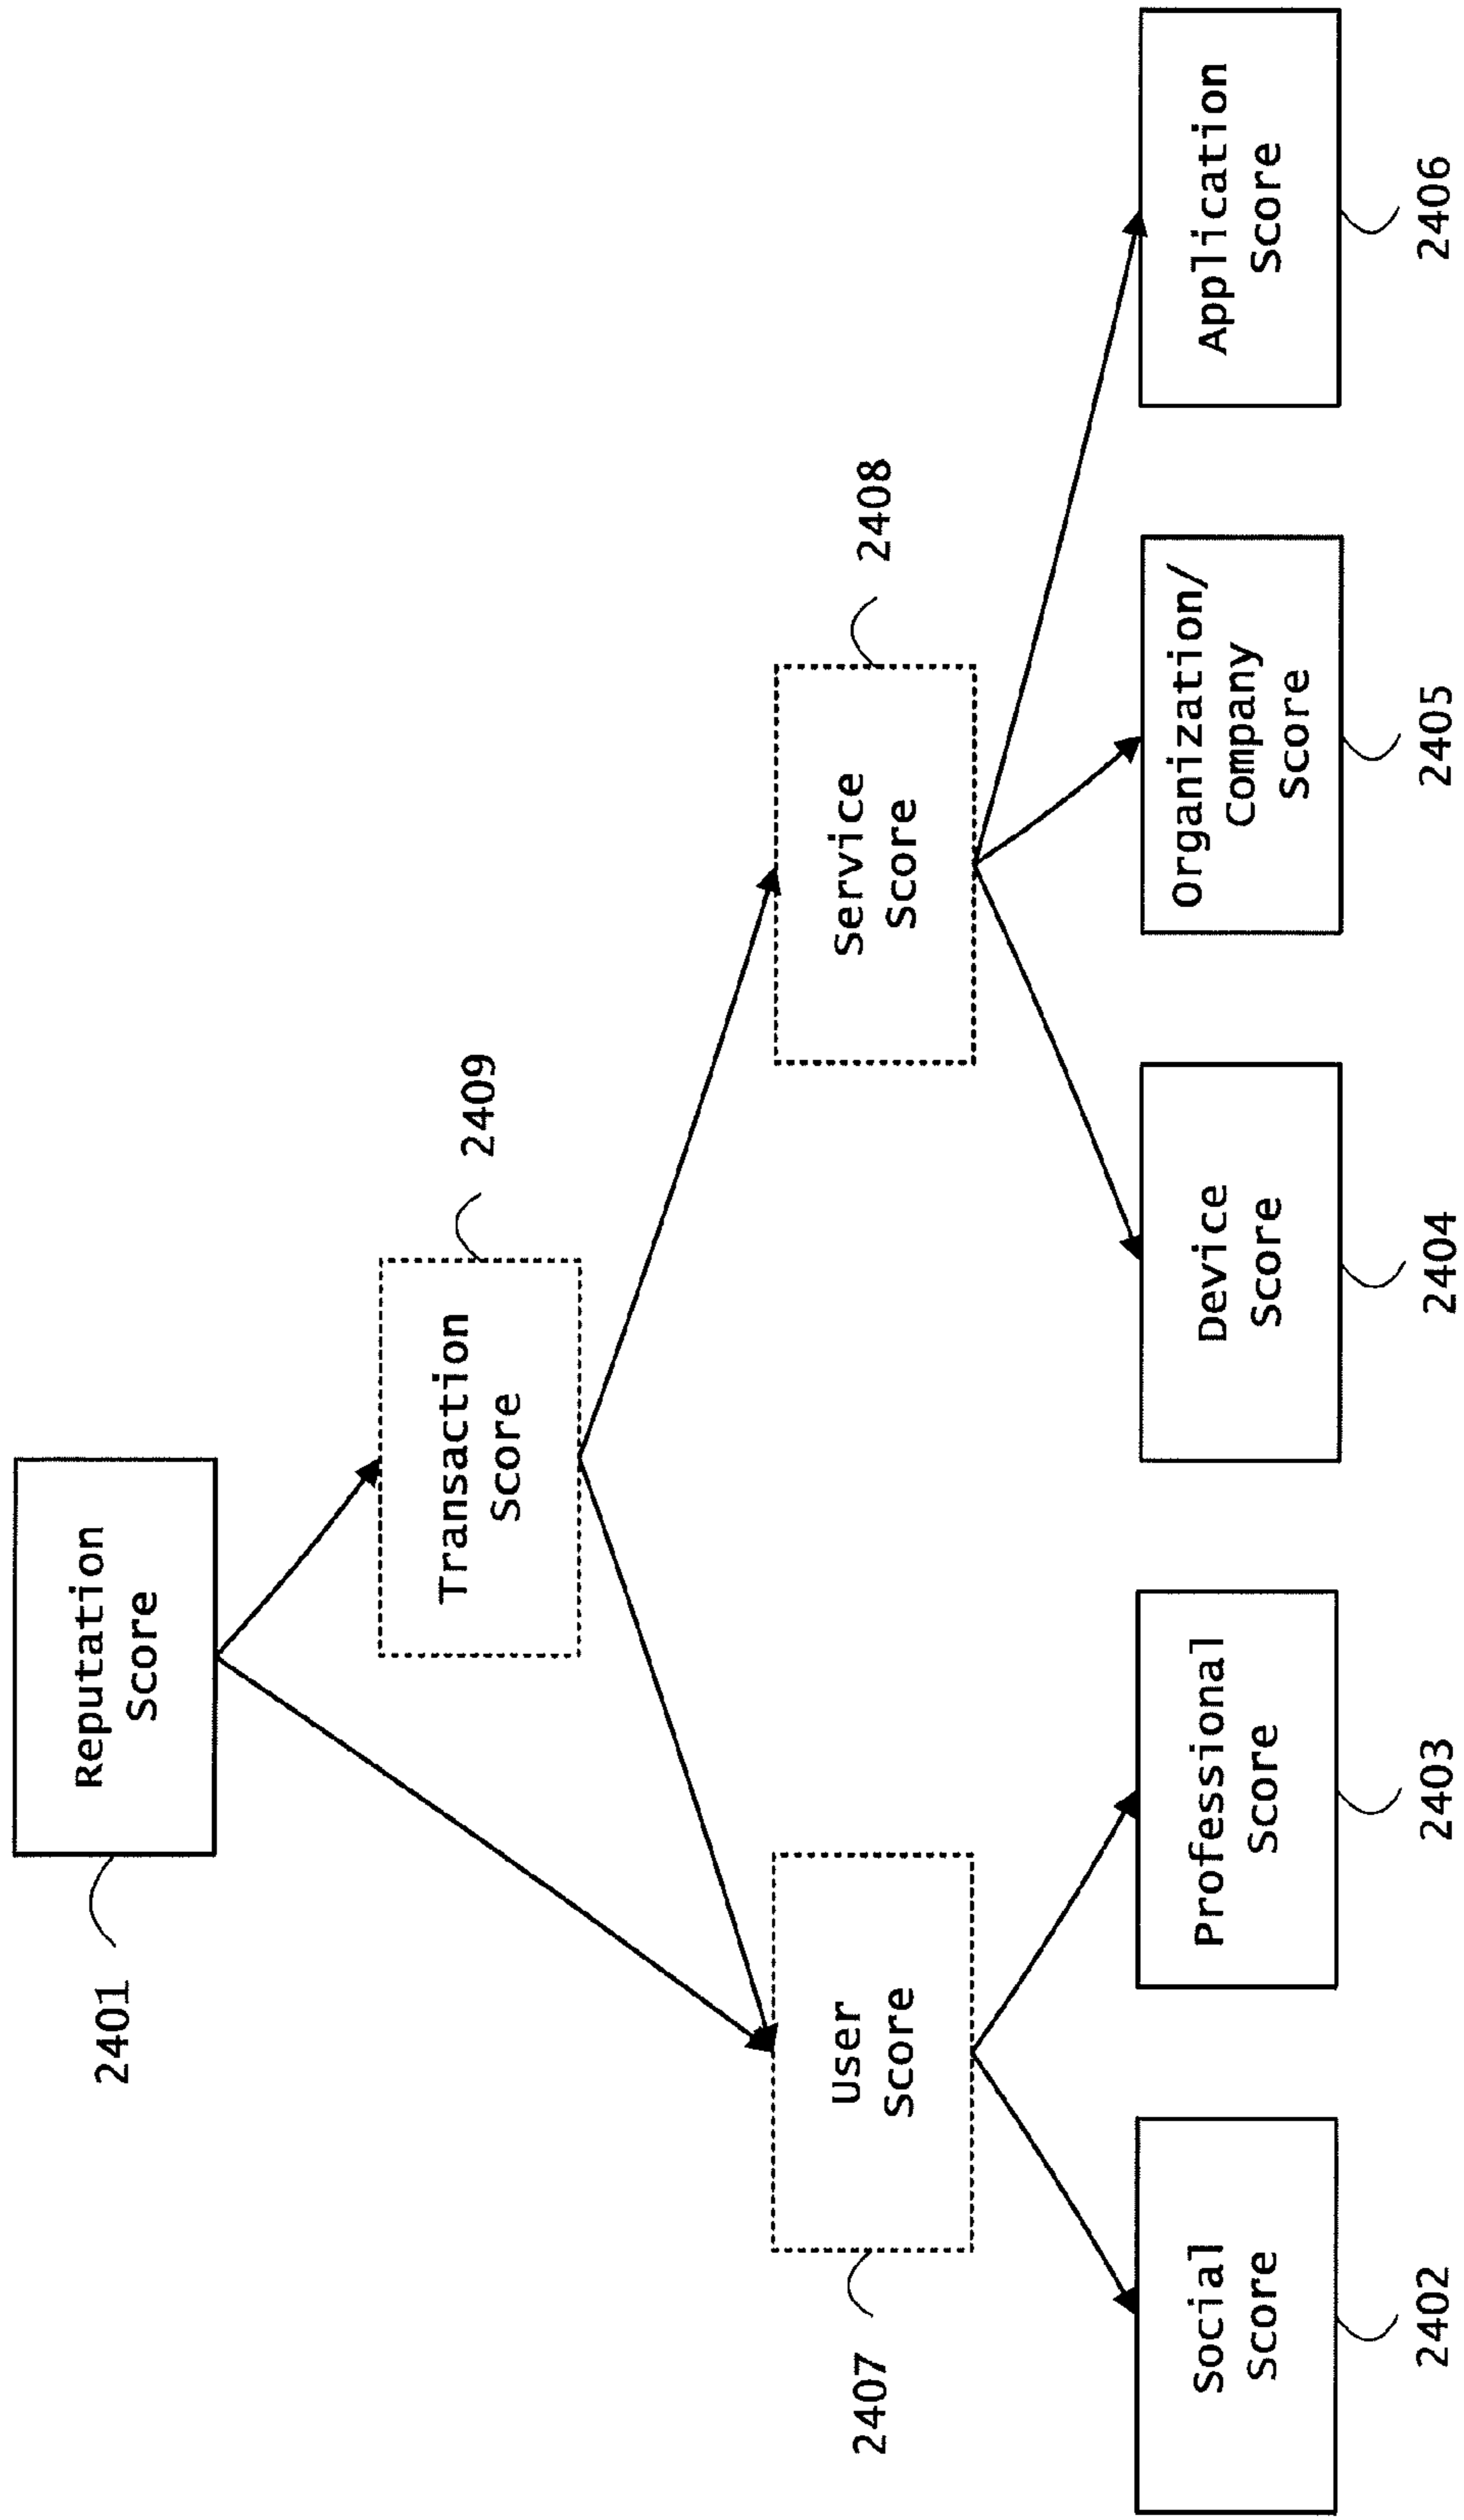 Reputation
Score
2401
Transaction
Score
2409
User
Score
2407
Service
Score
2408
Social
Score
2402
Professional
Score
2403
Device
Score
2404
Organization/
Company
Score
2405
Application
Score
2406